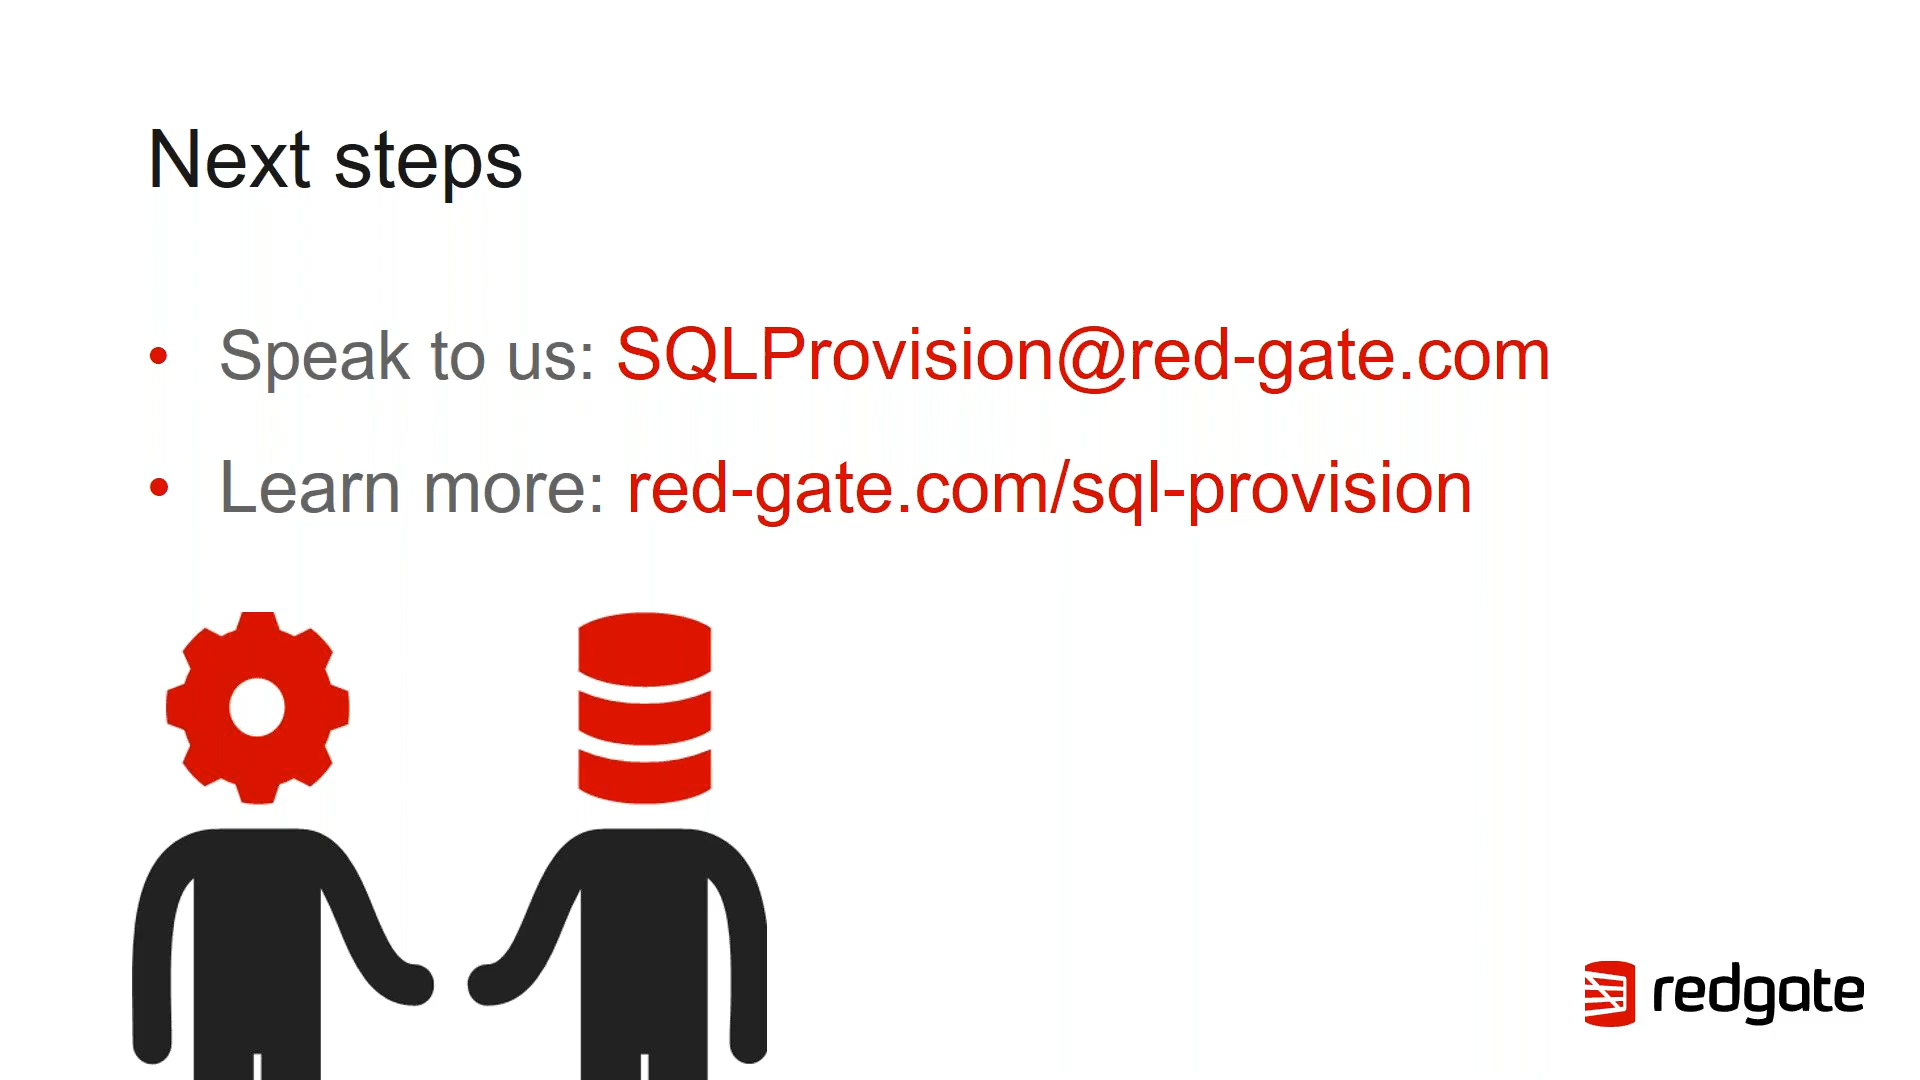 Next steps
• Speak to us: SQLProvision@red-gate.com
• Learn more: red-gate.com/sql-provision
redgate